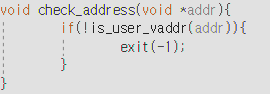 void check_address(void *addr){
        if(!is_user_vaddr(addr)){
                exit(-1);
        }
}